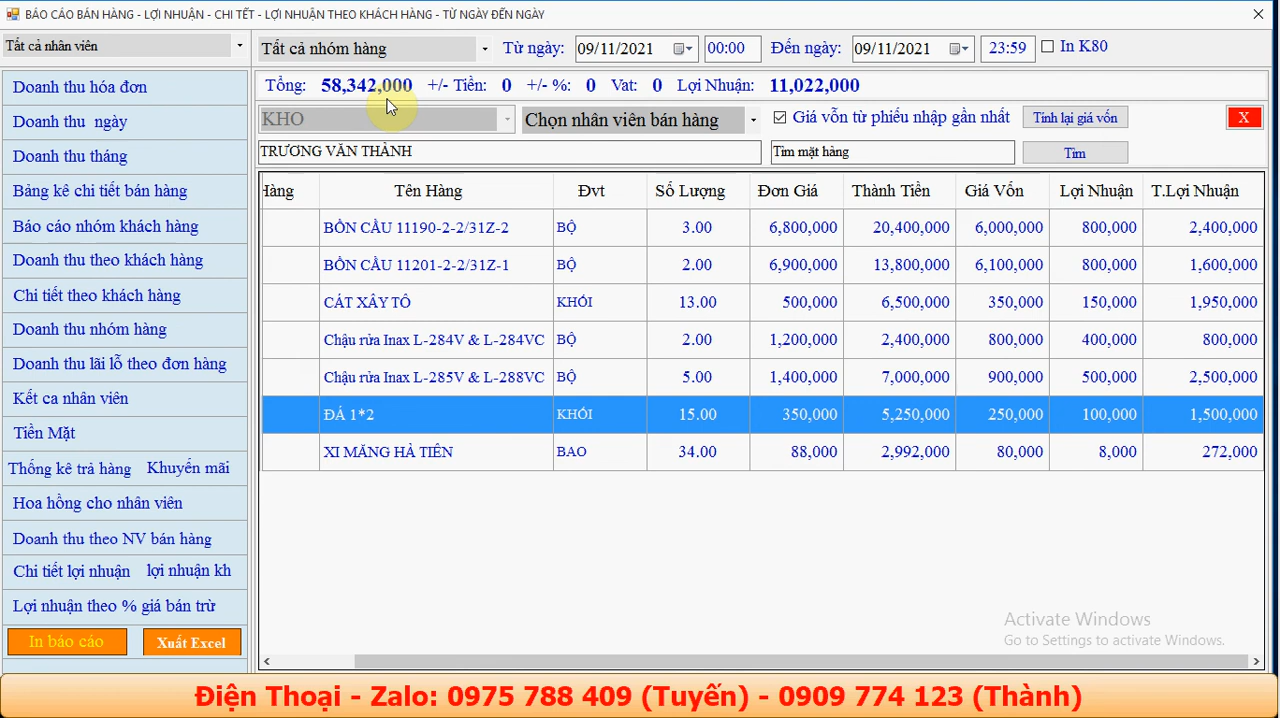 BÁO CÁO BÁN HÀNG - LỢI NHUẬN - CHI TẾT - LỢI NHUẬN THEO KHÁCH HÀNG - TỪ NGÀY ĐẾN NGÀY
Tất cả nhân viên
Tất cả nhóm hàng Từ ngày: 09/11/2021 00:00 Đến ngày: 09/11/2021 23:59 In K80
Tổng: 58,342,000 +/- Tiền: 0 +/- %: 0 Vat: 0 Lợi Nhuận: 11,022,000
KHO Chọn nhân viên bán hàng Giá vốn từ phiếu nhập gần nhất Tính lại giá vốn X
TRƯƠNG VĂN THÀNH Tìm mặt hàng Tìm
Doanh thu hóa đơn
Doanh thu ngày
Doanh thu tháng
Bảng kê chi tiết bán hàng
Báo cáo nhóm khách hàng
Doanh thu theo khách hàng
Chi tiết theo khách hàng
Doanh thu nhóm hàng
Doanh thu lãi lỗ theo đơn hàng
Kết ca nhân viên
Tiền Mặt
Thống kê trả hàng Khuyến mãi
Hoa hồng cho nhân viên
Doanh thu theo NV bán hàng
Chi tiết lợi nhuận lợi nhuận kh
Lợi nhuận theo % giá bán trừ
In báo cáo Xuất Excel
Hàng Tên Hàng Đvt Số Lượng Đơn Giá Thành Tiền Giá Vốn Lợi Nhuận T.Lợi Nhuận
BỒN CẦU 11190-2-2/31Z-2 BỘ 3.00 6,800,000 20,400,000 6,000,000 800,000 2,400,000
BỒN CẦU 11201-2-2/31Z-1 BỘ 2.00 6,900,000 13,800,000 6,100,000 800,000 1,600,000
CÁT XÂY TÔ KHỐI 13.00 500,000 6,500,000 350,000 150,000 1,950,000
Chậu rửa Inax L-284V & L-284VC BỘ 2.00 1,200,000 2,400,000 800,000 400,000 800,000
Chậu rửa Inax L-285V & L-288VC BỘ 5.00 1,400,000 7,000,000 900,000 500,000 2,500,000
ĐÁ 1*2 KHỐI 15.00 350,000 5,250,000 250,000 100,000 1,500,000
XI MĂNG HÀ TIÊN BAO 34.00 88,000 2,992,000 80,000 8,000 272,000
Activate Windows
Go to Settings to activate Windows.
Điện Thoại - Zalo: 0975 788 409 (Tuyến) - 0909 774 123 (Thành)